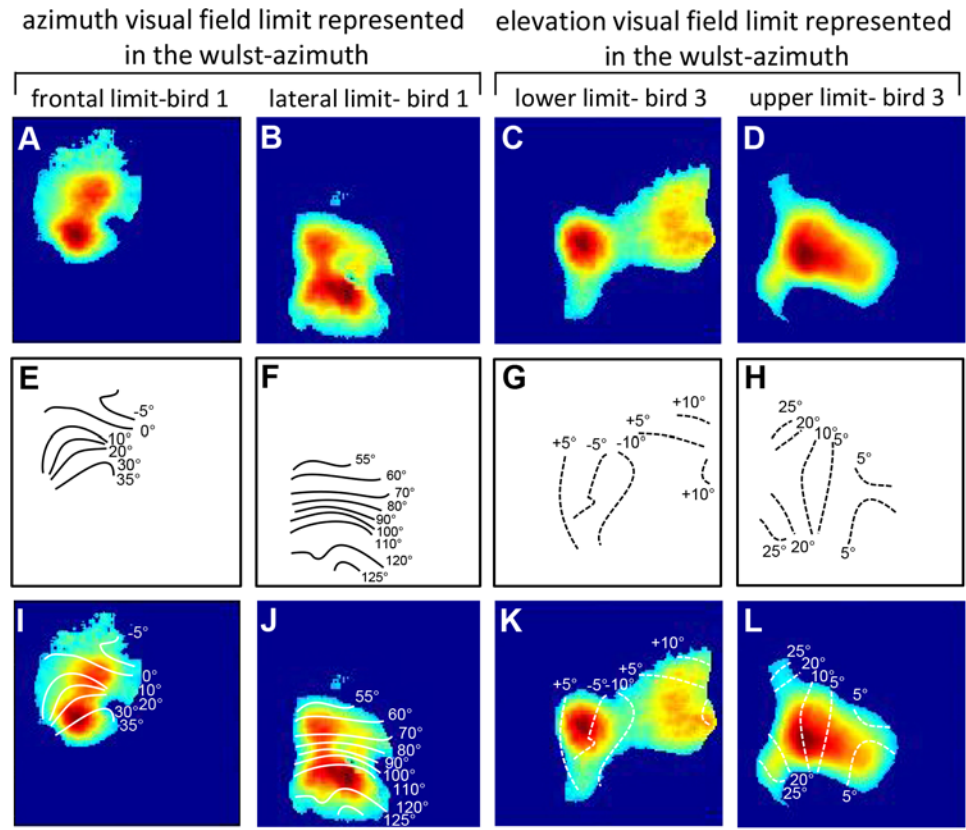 azimuth visual field limit represented
in the wulst-azimuth
elevation visual field limit represented
in the wulst-azimuth
frontal limit-bird 1
lateral limit- bird 1
lower limit- bird 3
upper limit- bird 3
A
B
C
D
E
-5°
0°
10°
20°
30°
35°
F
55°
60°
70°
80°
90°
100°
110°
120°
125°
G
+10°
+5°
+5°
-5°
-10°
+10°
H
25°
20°
10°
5°
5°
25°
20°
5°
I
-5°
0°
10°
20°
30°
35°
J
55°
60°
70°
80°
90°
100°
110°
120°
125°
K
+10°
+5°
+5°
-5°
-10°
L
25°
20°
10°
5°
5°
20°
25°
5°